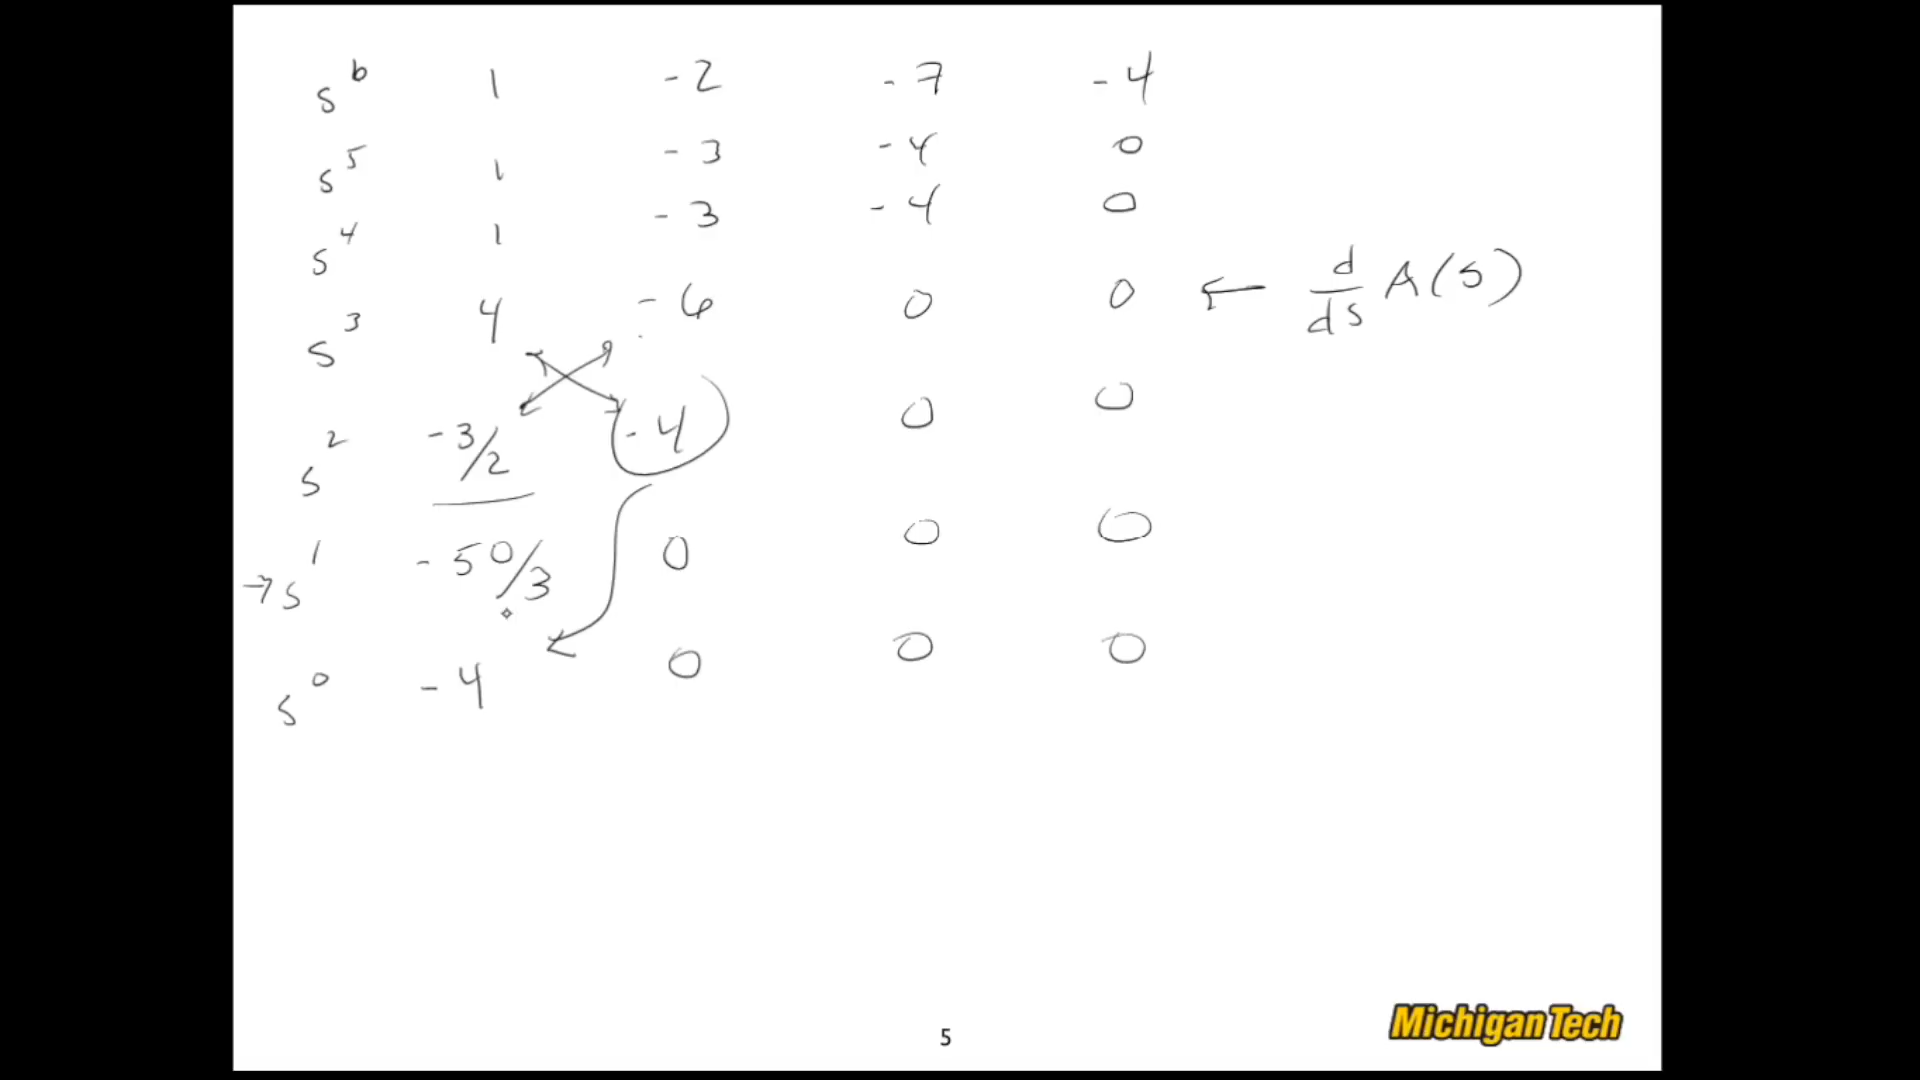 s^6 1 -2 -7 -4
s^5 1 -3 -4 0
s^4 1 -3 -4 0
s^3 4 -6 0 0 ← d/ds A(s)
s^2 -3/2 -4 0 0
→ s^1 -50/3 0 0 0
s^0 -4 0 0 0
5
Michigan Tech